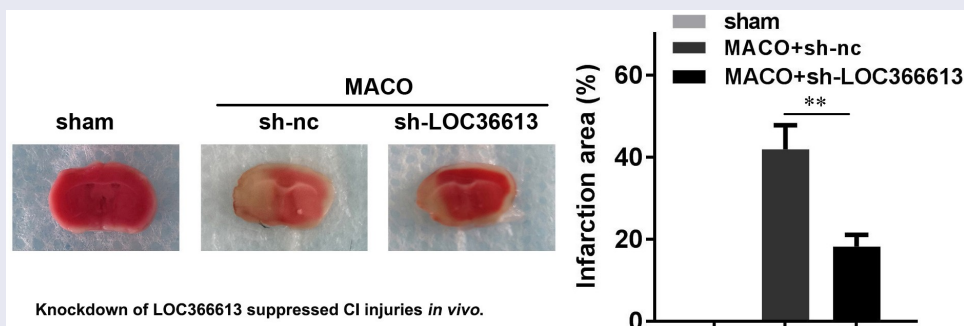 MACO
sham
sh-nc
sh-LOC36613
Knockdown of LOC366613 suppressed CI injuries in vivo.
sham
MACO+sh-nc
MACO+sh-LOC366613
Infarction area (%)
60
**
40
20
0